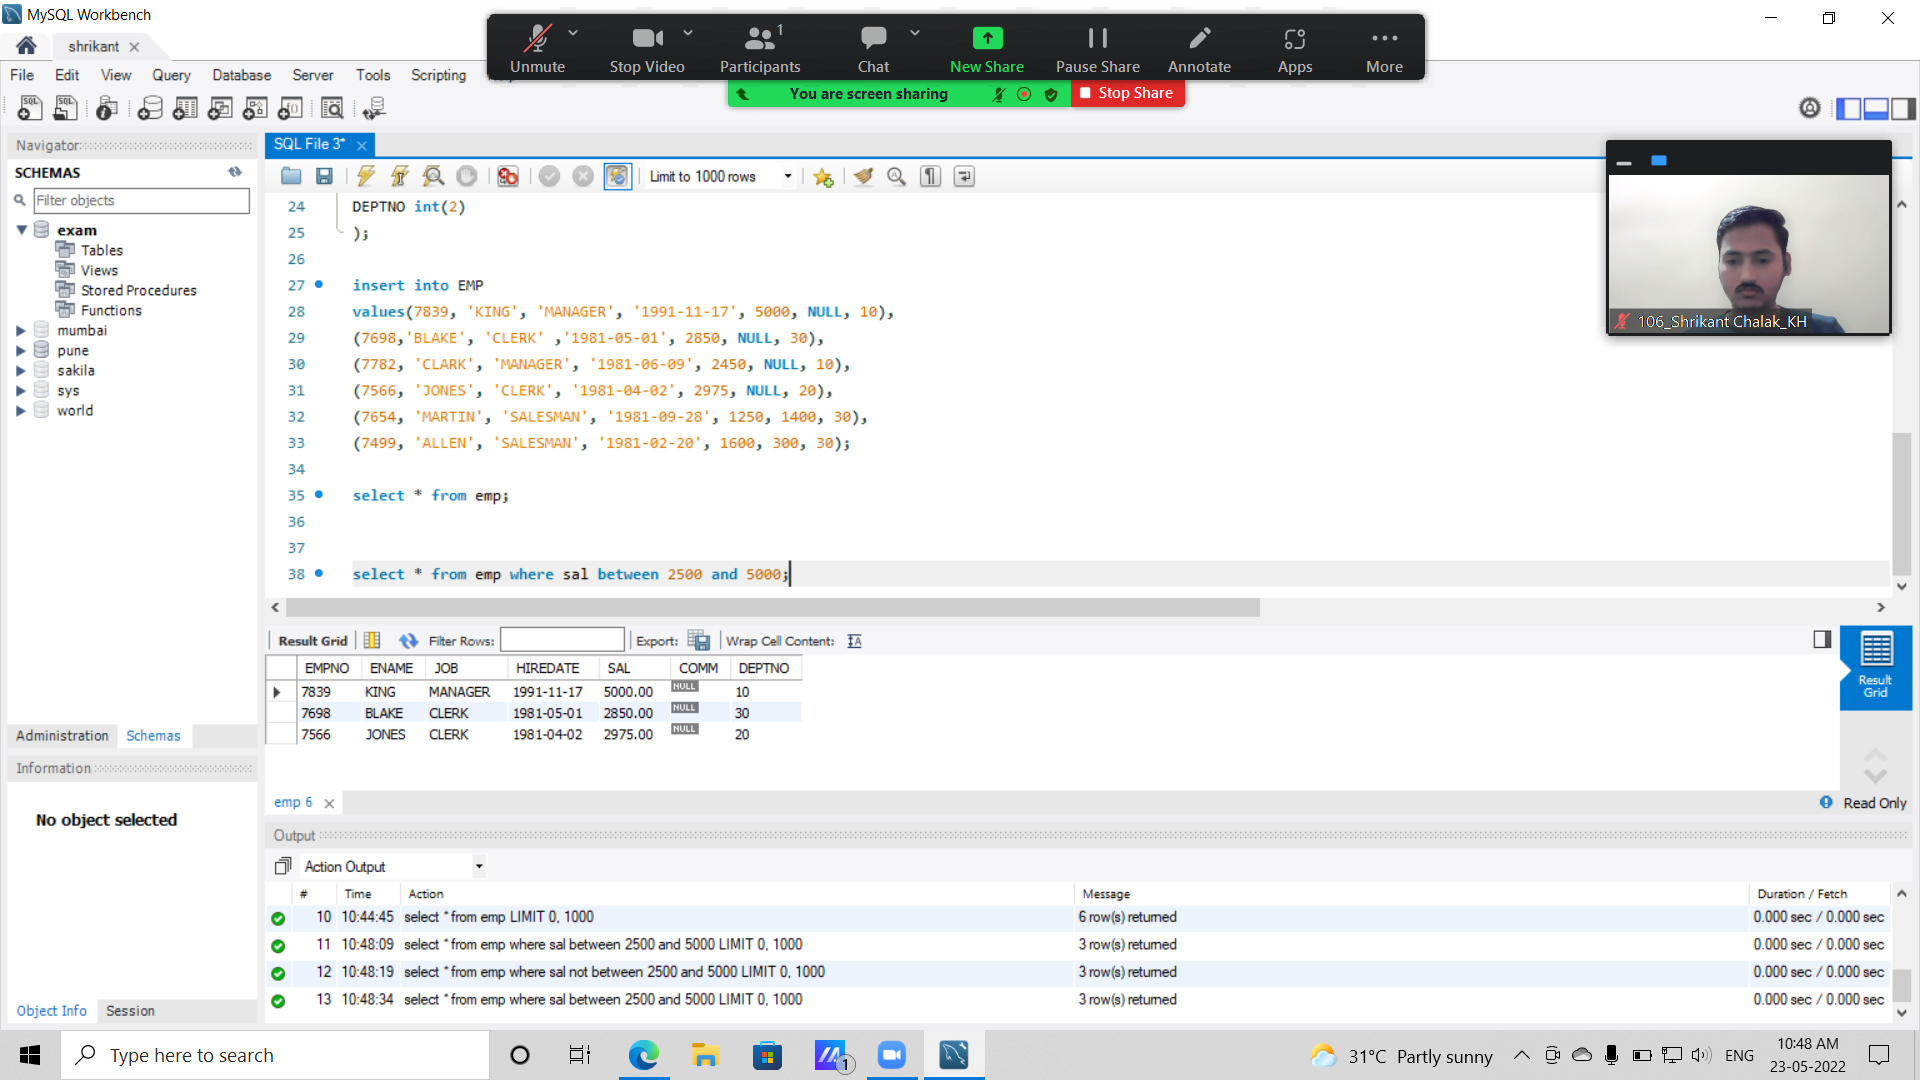 MySQL Workbench
shrikant
File Edit View Query Database Server Tools Scripting
Unmute Stop Video Participants 1 Chat New Share Pause Share Annotate Apps More
You are screen sharing Stop Share
Navigator
SCHEMAS
Filter objects
exam
Tables
Views
Stored Procedures
Functions
mumbai
pune
sakila
sys
world
Administration Schemas
Information
No object selected
Object Info Session
SQL File 3*
Limit to 1000 rows
24 DEPTNO int(2)
25 );
26
27 insert into EMP
28 values(7839, 'KING', 'MANAGER', '1991-11-17', 5000, NULL, 10),
29 (7698,'BLAKE', 'CLERK' ,'1981-05-01', 2850, NULL, 30),
30 (7782, 'CLARK', 'MANAGER', '1981-06-09', 2450, NULL, 10),
31 (7566, 'JONES', 'CLERK', '1981-04-02', 2975, NULL, 20),
32 (7654, 'MARTIN', 'SALESMAN', '1981-09-28', 1250, 1400, 30),
33 (7499, 'ALLEN', 'SALESMAN', '1981-02-20', 1600, 300, 30);
34
35 select * from emp;
36
37
38 select * from emp where sal between 2500 and 5000;
106_Shrikant Chalak_KH
Result Grid Filter Rows: Export: Wrap Cell Content:
EMPNO ENAME JOB HIREDATE SAL COMM DEPTNO
7839 KING MANAGER 1991-11-17 5000.00 NULL 10
7698 BLAKE CLERK 1981-05-01 2850.00 NULL 30
7566 JONES CLERK 1981-04-02 2975.00 NULL 20
Result
Grid
emp 6
Read Only
Output
Action Output
# Time Action Message Duration / Fetch
10 10:44:45 select * from emp LIMIT 0, 1000 6 row(s) returned 0.000 sec / 0.000 sec
11 10:48:09 select * from emp where sal between 2500 and 5000 LIMIT 0, 1000 3 row(s) returned 0.000 sec / 0.000 sec
12 10:48:19 select * from emp where sal not between 2500 and 5000 LIMIT 0, 1000 3 row(s) returned 0.000 sec / 0.000 sec
13 10:48:34 select * from emp where sal between 2500 and 5000 LIMIT 0, 1000 3 row(s) returned 0.000 sec / 0.000 sec
Type here to search
1
31°C Partly sunny
ENG
10:48 AM
23-05-2022